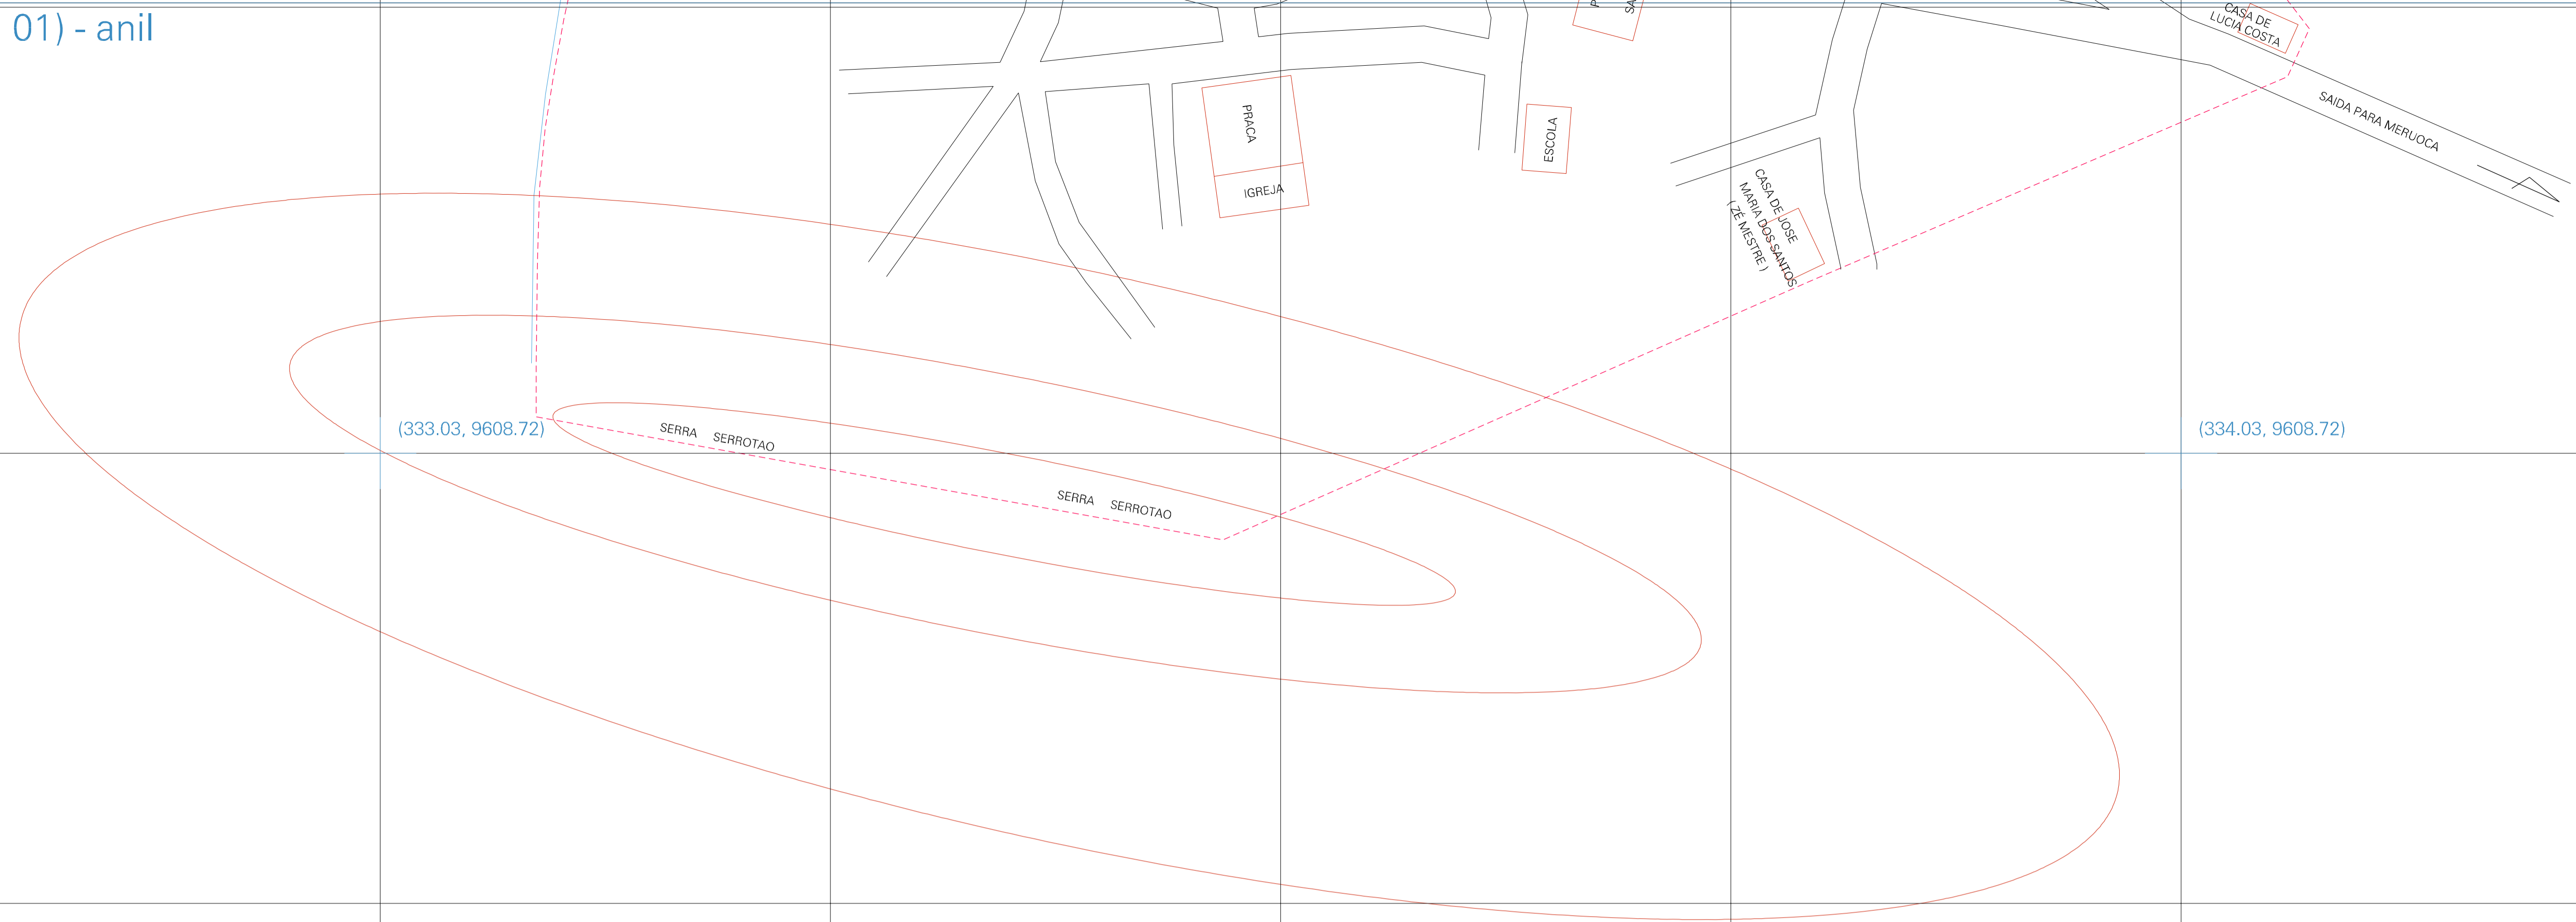 01) - anil
CASA DE
LUCIA COSTA
SAIDA PARA MERUOCA
PRACA
IGREJA
ESCOLA
CASA DE JOSE
MARIA DOS SANTOS
( ZÉ MESTRE )
(333.03, 9608.72)
SERRA SERROTAO
SERRA SERROTAO
(334.03, 9608.72)